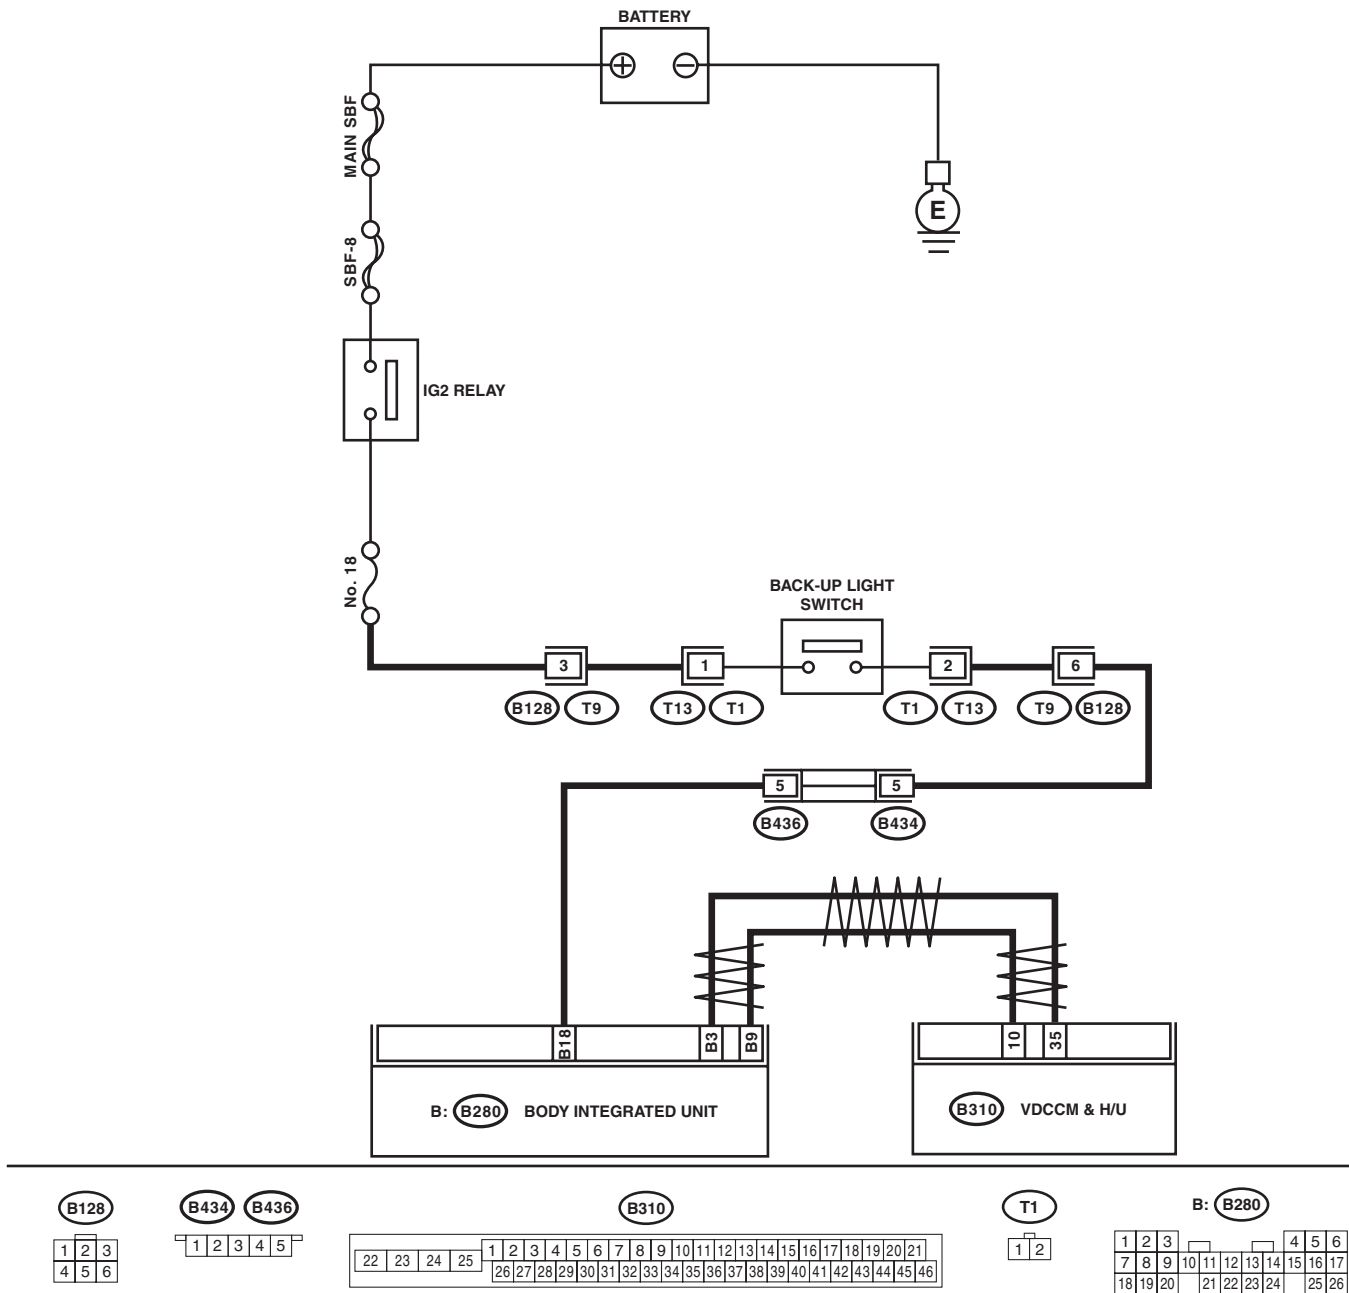 BATTERY
MAIN SBF
E
SBF-8
IG2 RELAY
No. 18
BACK-UP LIGHT
SWITCH
3 1 2 6
B128 T9 T13 T1 T1 T13 T9 B128
5 5
B436 B434
B18 B3 B9 10 35
B: B280 BODY INTEGRATED UNIT
B310 VDCCM & H/U
B128
1 2 3
4 5 6
B434 B436
1 2 3 4 5
B310
22 23 24 25 1 2 3 4 5 6 7 8 9 10 11 12 13 14 15 16 17 18 19 20 21
26 27 28 29 30 31 32 33 34 35 36 37 38 39 40 41 42 43 44 45 46
T1
1 2
B: B280
1 2 3 4 5 6
7 8 9 10 11 12 13 14 15 16 17
18 19 20 21 22 23 24 25 26